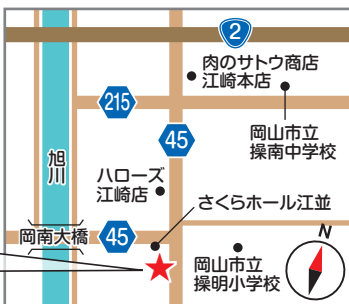 2
肉のサトウ商店
江崎本店
215
岡山市立
操南中学校
45
旭川
ハローズ
江崎店
さくらホール江並
岡南大橋
45
N
岡山市立
操明小学校